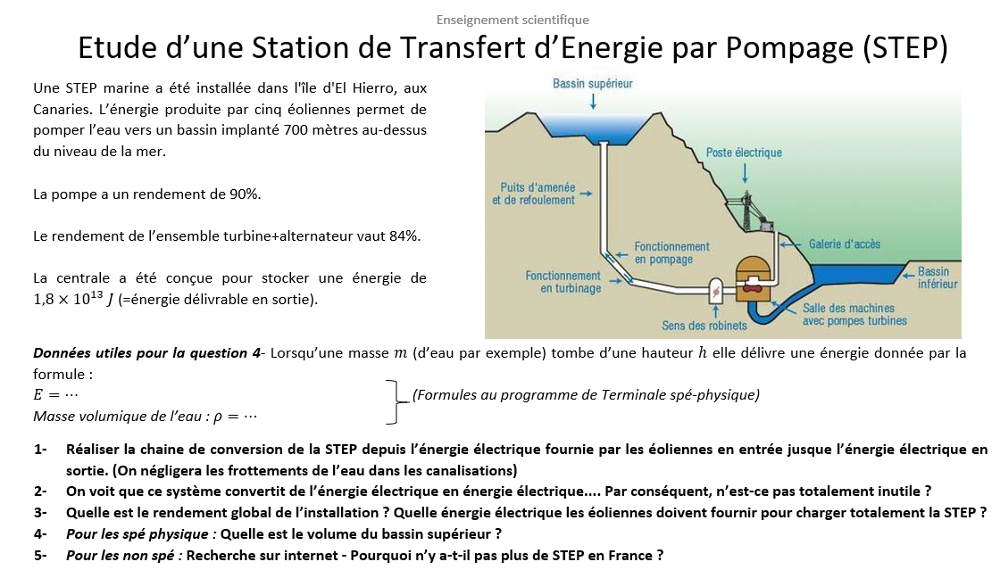 Enseignement scientifique
Etude d’une Station de Transfert d’Energie par Pompage (STEP)
Une STEP marine a été installée dans l'île d'El Hierro, aux
Canaries. L’énergie produite par cinq éoliennes permet de
pomper l’eau vers un bassin implanté 700 mètres au-dessus
du niveau de la mer.
La pompe a un rendement de 90%.
Le rendement de l’ensemble turbine+alternateur vaut 84%.
La centrale a été conçue pour stocker une énergie de
1,8 × 10¹³ J (=énergie délivrable en sortie).
Bassin supérieur
Poste électrique
Puits d'amenée
et de refoulement
Fonctionnement
en pompage
Galerie d'accès
Fonctionnement
en turbinage
Bassin
inférieur
Salle des machines
avec pompes turbines
Sens des robinets
Données utiles pour la question 4- Lorsqu’une masse m (d’eau par exemple) tombe d’une hauteur h elle délivre une énergie donnée par la
formule :
E = ⋯
(Formules au programme de Terminale spé-physique)
Masse volumique de l’eau : ρ = ⋯
1- Réaliser la chaine de conversion de la STEP depuis l’énergie électrique fournie par les éoliennes en entrée jusque l’énergie électrique en
sortie. (On négligera les frottements de l’eau dans les canalisations)
2- On voit que ce système convertit de l’énergie électrique en énergie électrique.... Par conséquent, n’est-ce pas totalement inutile ?
3- Quelle est le rendement global de l’installation ? Quelle énergie électrique les éoliennes doivent fournir pour charger totalement la STEP ?
4- Pour les spé physique : Quelle est le volume du bassin supérieur ?
5- Pour les non spé : Recherche sur internet - Pourquoi n’y a-t-il pas plus de STEP en France ?